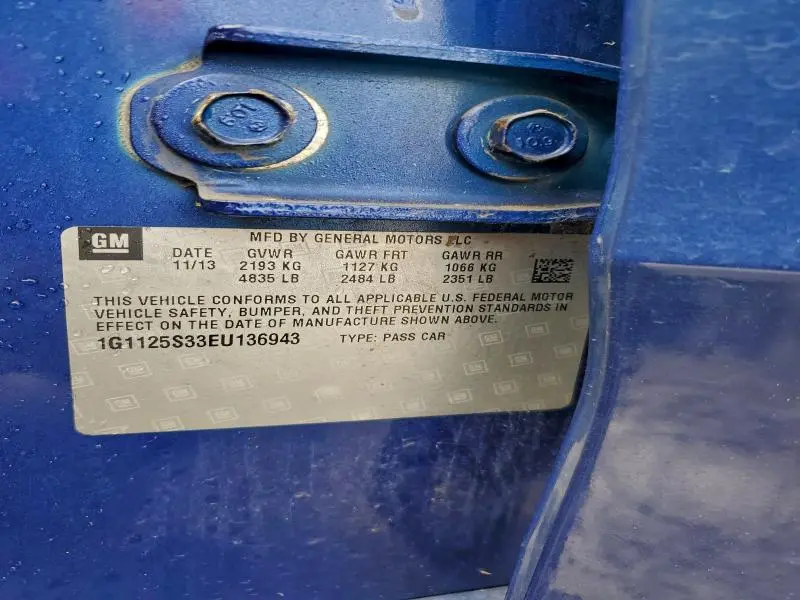 10.9
GM
MFD BY GENERAL MOTORS LLC
DATE GVWR GAWR FRT GAWR RR
11/13 2193 KG 1127 KG 1066 KG
4835 LB 2484 LB 2351 LB
THIS VEHICLE CONFORMS TO ALL APPLICABLE U.S. FEDERAL MOTOR
VEHICLE SAFETY, BUMPER, AND THEFT PREVENTION STANDARDS IN
EFFECT ON THE DATE OF MANUFACTURE SHOWN ABOVE.
1G1125S33EU136943 TYPE: PASS CAR